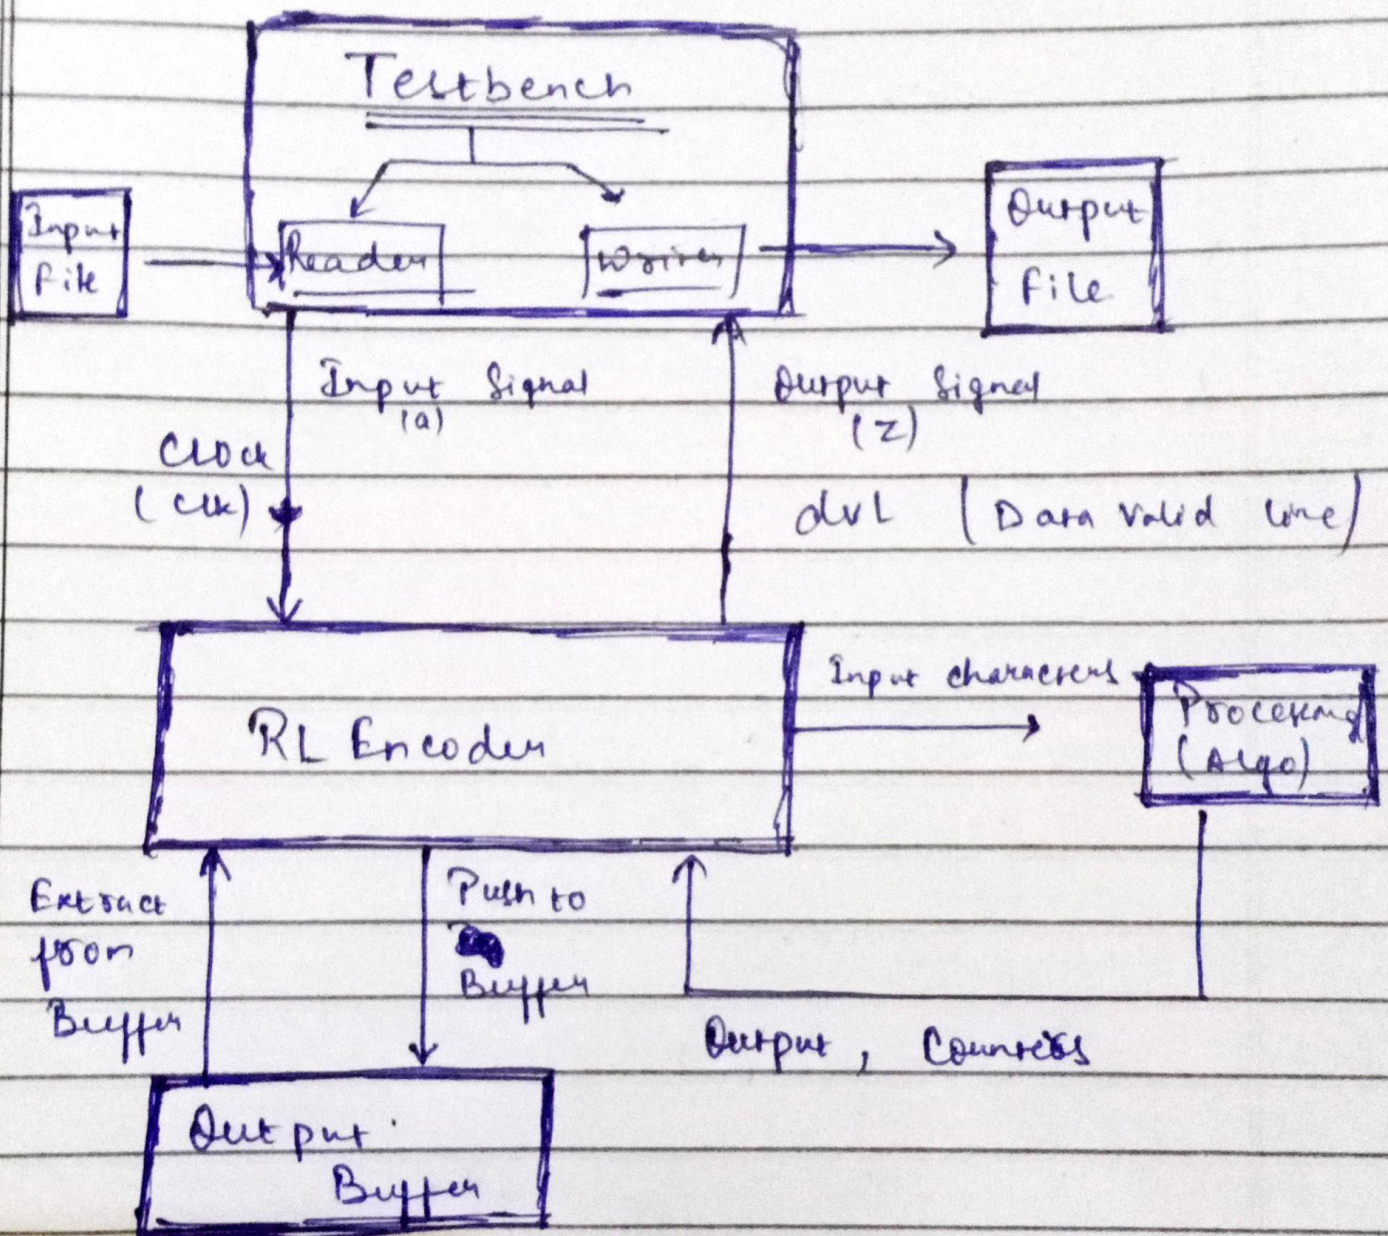 Testbench
Input
File
Reader
Writer
Output
File
Input Signal
(a)
Output Signal
(Z)
Clock
(Clk)
dvl (Data Valid line)
RL Encoder
Input characters
Processing
(Algo)
Extract
from
Buffer
Push to
Buffer
Output, Counters
Output
Buffer